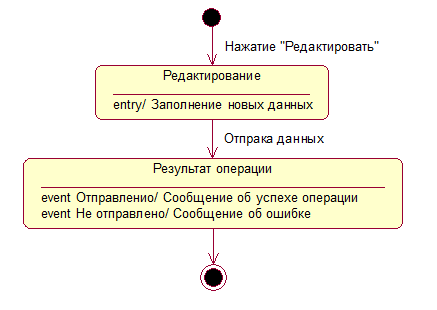 Нажатие "Редактировать"
Редактирование
entry/ Заполнение новых данных
Отпрака данных
Результат операции
event Отправленио/ Сообщение об успехе операции
event Не отправлено/ Сообщение об ошибке